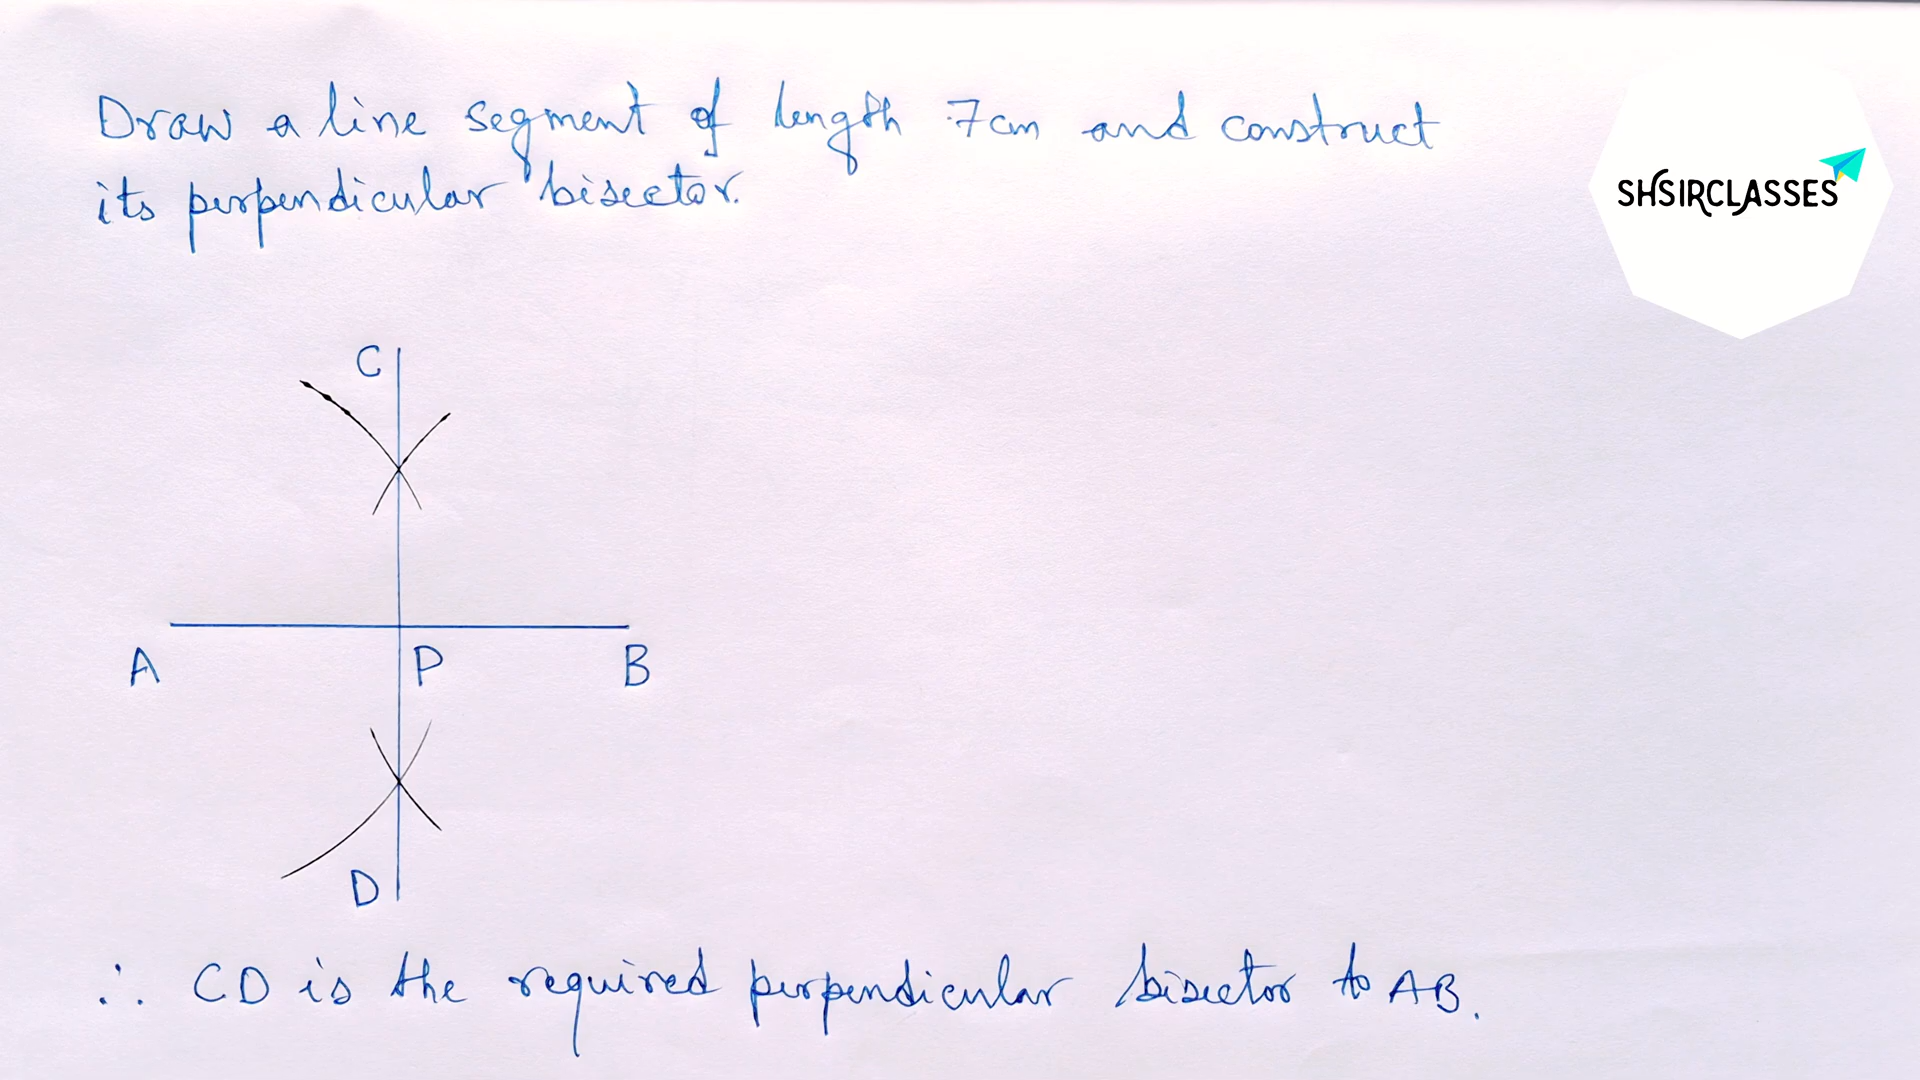 Draw a line segment of length 7cm and construct
its perpendicular bisector.
SHSIRCLASSES
C
A
P
B
D
∴ CD is the required perpendicular bisector to AB.